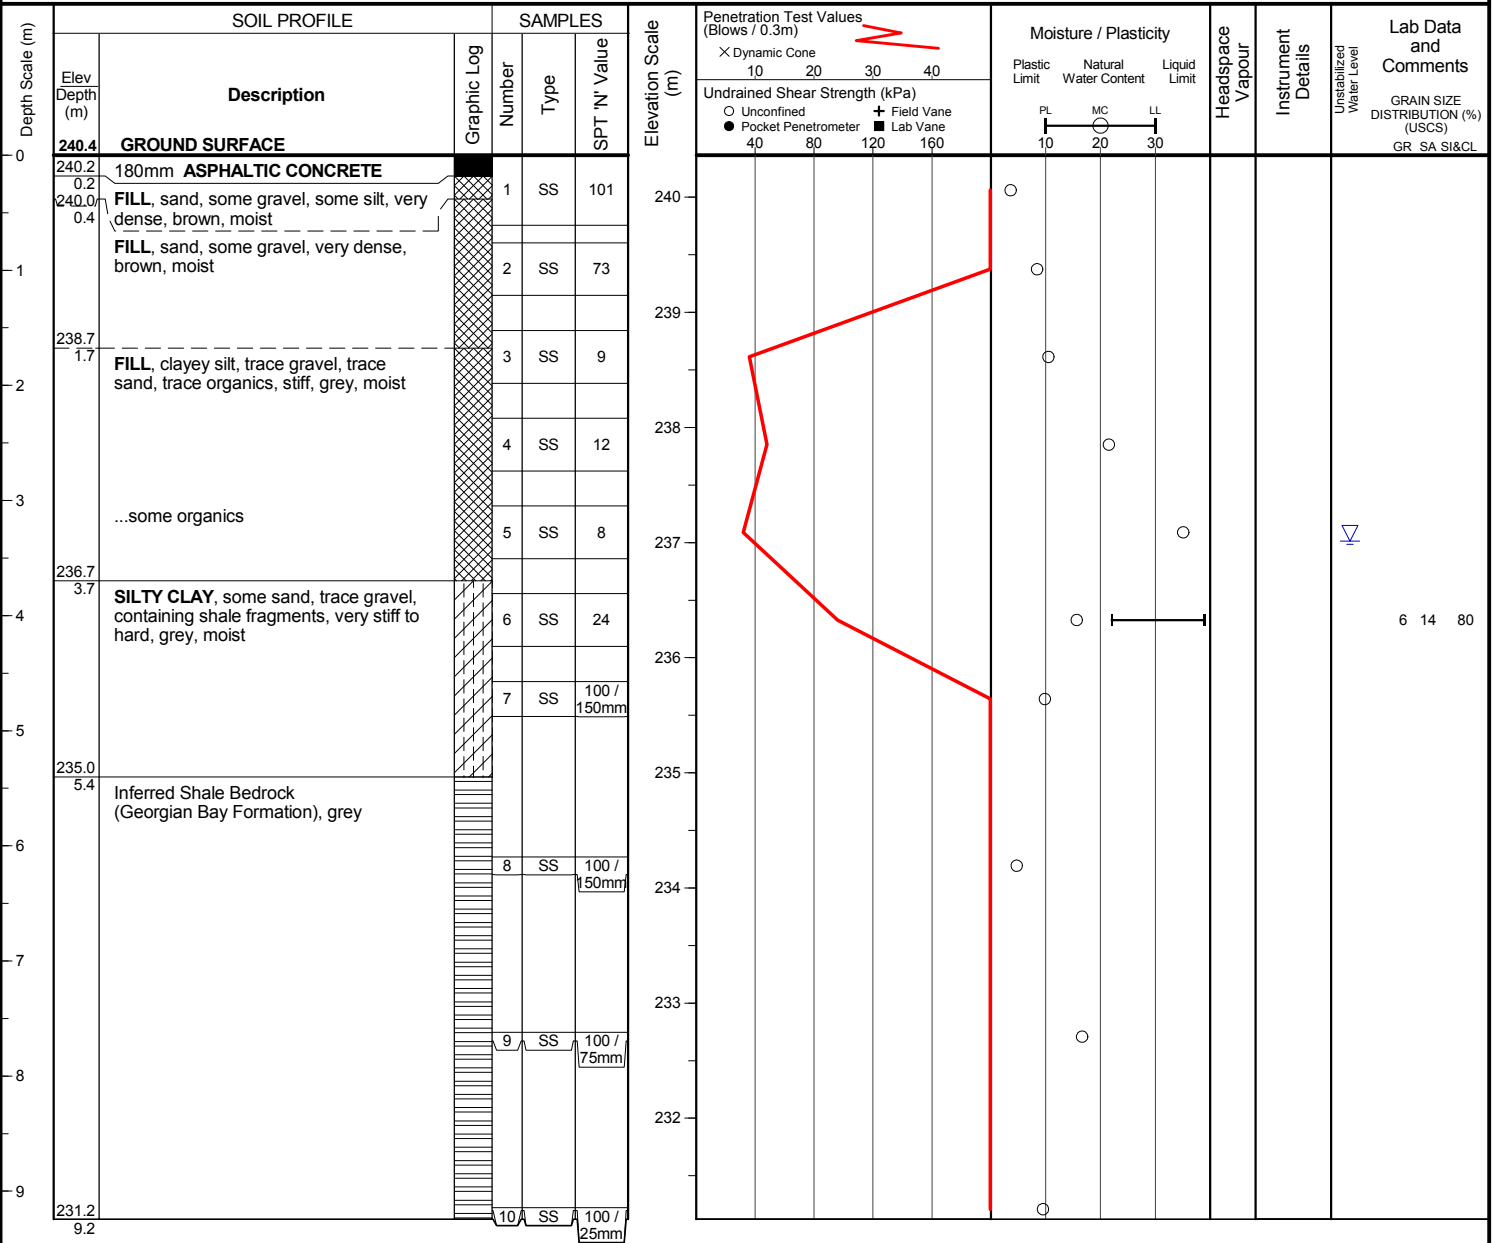 SOIL PROFILE
SAMPLES
Depth Scale (m)
Elev
Depth
(m)
Description
Graphic Log
Number
Type
SPT 'N' Value
Elevation Scale
(m)
Penetration Test Values
(Blows / 0.3m)
× Dynamic Cone
10 20 30 40
Undrained Shear Strength (kPa)
Unconfined
Field Vane
Pocket Penetrometer
Lab Vane
40 80 120 160
Moisture / Plasticity
Plastic Limit
Natural Water Content
Liquid Limit
PL MC LL
10 20 30
Headspace
Vapour
Instrument
Details
Unstabilized
Water Level
Lab Data
and
Comments
GRAIN SIZE
DISTRIBUTION (%)
(USCS)
GR SA SI&CL
240.4 GROUND SURFACE
0
240.2 180mm ASPHALTIC CONCRETE
0.2
240.0 FILL, sand, some gravel, some silt, very
0.4 dense, brown, moist
1 SS 101
240
FILL, sand, some gravel, very dense,
brown, moist
1
2 SS 73
239
238.7
1.7
FILL, clayey silt, trace gravel, trace
sand, trace organics, stiff, grey, moist
3 SS 9
2
4 SS 12
238
3
...some organics
5 SS 8
237
236.7
3.7
SILTY CLAY, some sand, trace gravel,
containing shale fragments, very stiff to
hard, grey, moist
4
6 SS 24
6 14 80
236
7 SS 100 /
150mm
5
235.0
5.4
235
Inferred Shale Bedrock
(Georgian Bay Formation), grey
6
8 SS 100 /
150mm
234
7
233
9 SS 100 /
75mm
8
232
9
231.2
9.2
10 SS 100 /
25mm